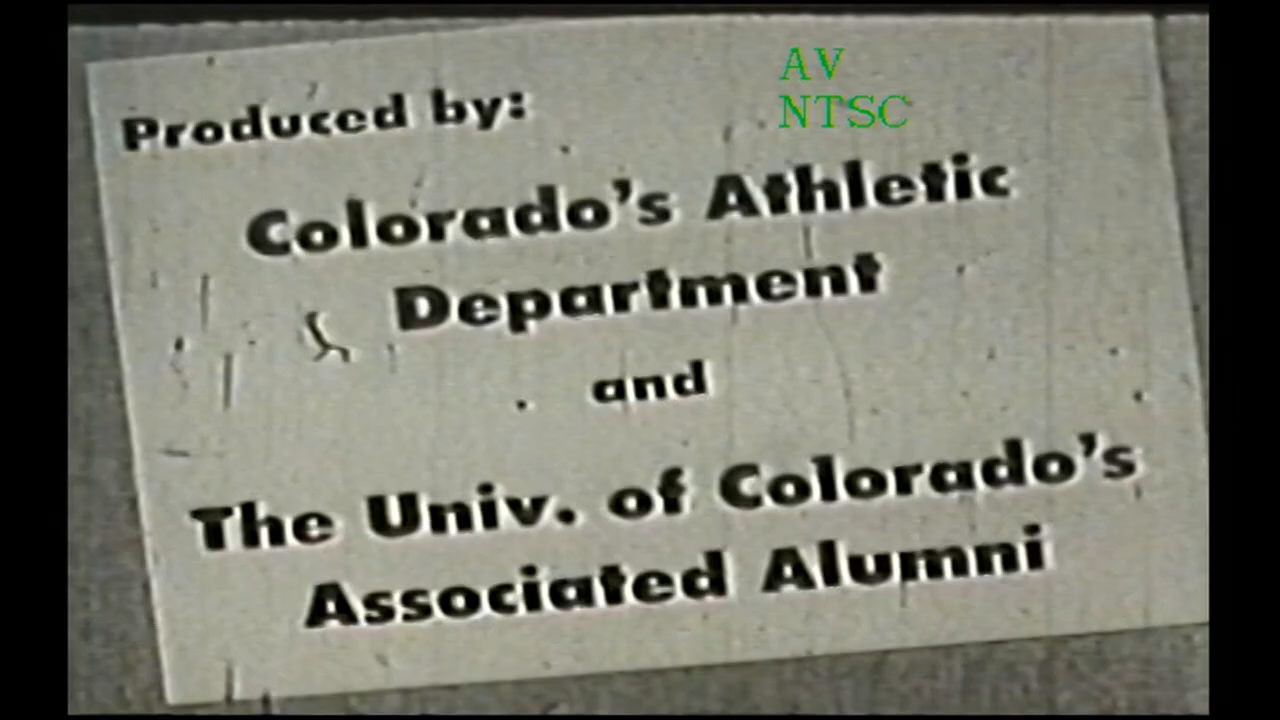 AV
NTSC
Produced by:
Colorado's Athletic
Department
and
The Univ. of Colorado's
Associated Alumni